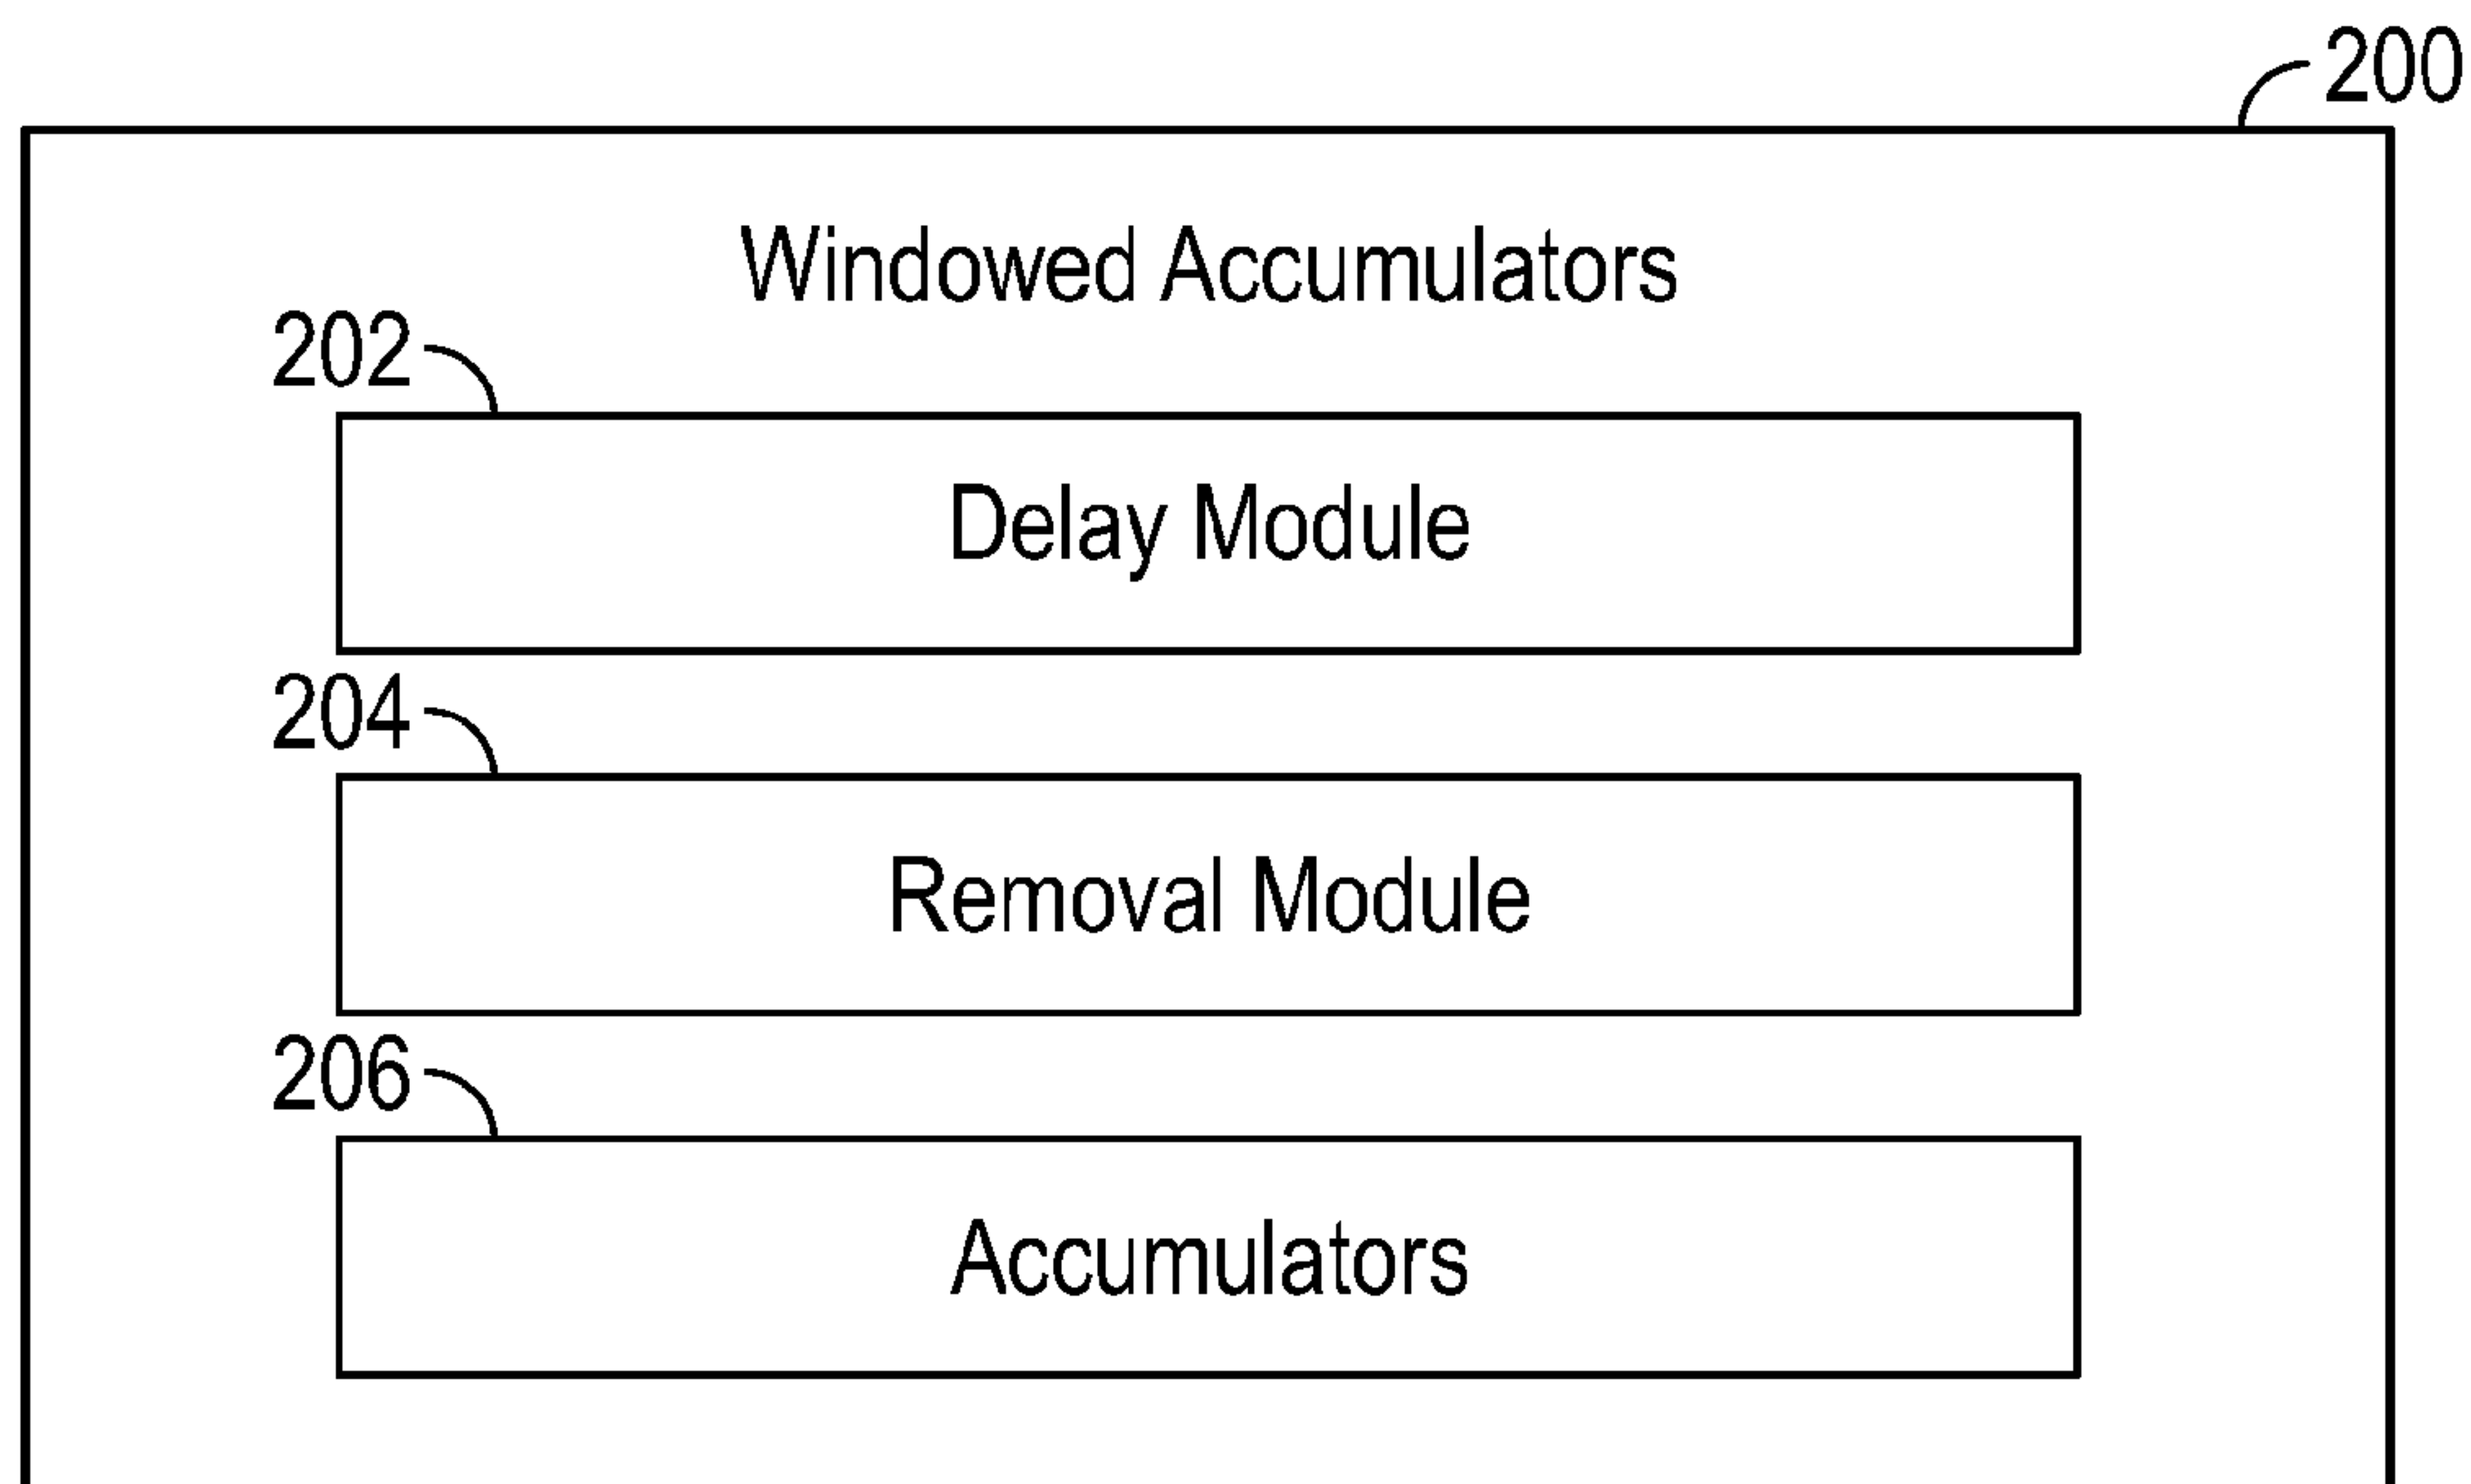 200
Windowed Accumulators
202
Delay Module
204
Removal Module
206
Accumulators